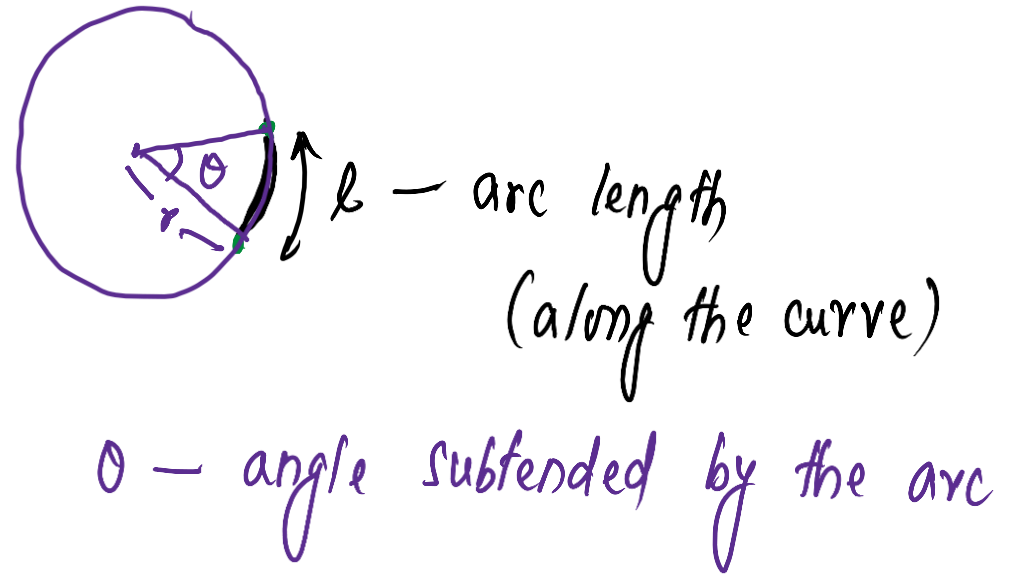 θ
r
l — arc length
(along the curve)
θ — angle subtended by the arc